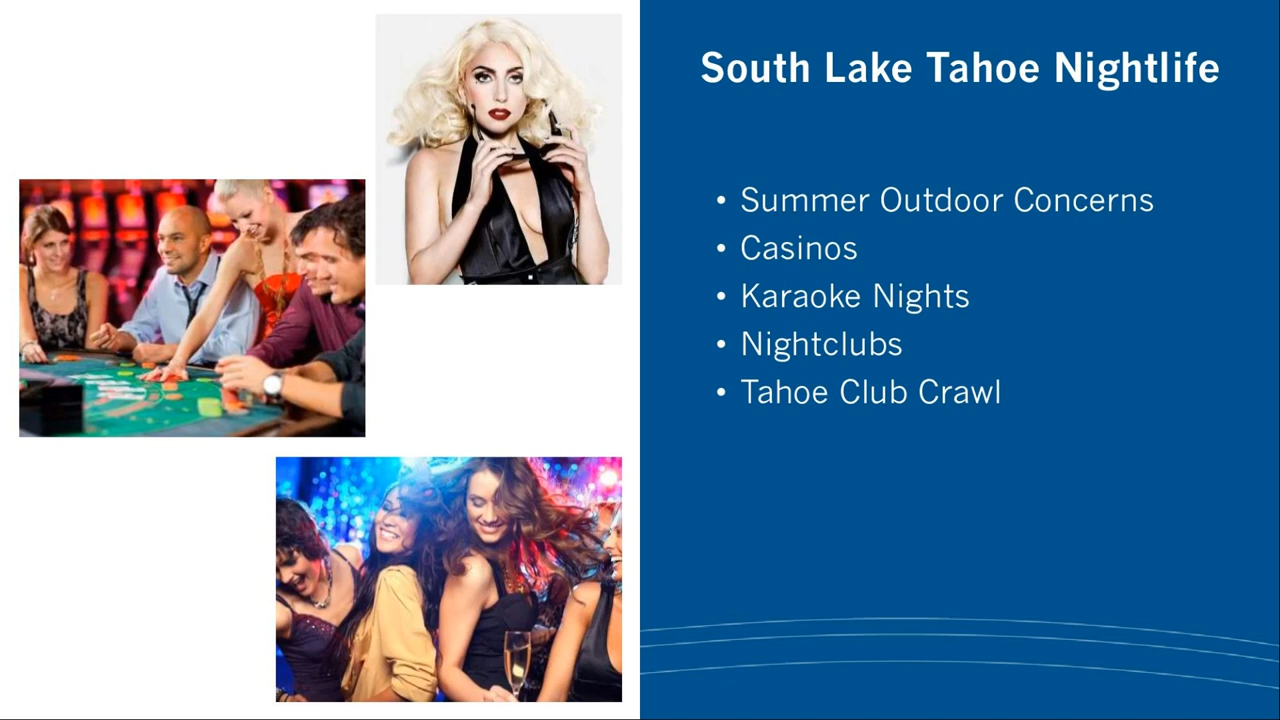 South Lake Tahoe Nightlife
• Summer Outdoor Concerns
• Casinos
• Karaoke Nights
• Nightclubs
• Tahoe Club Crawl